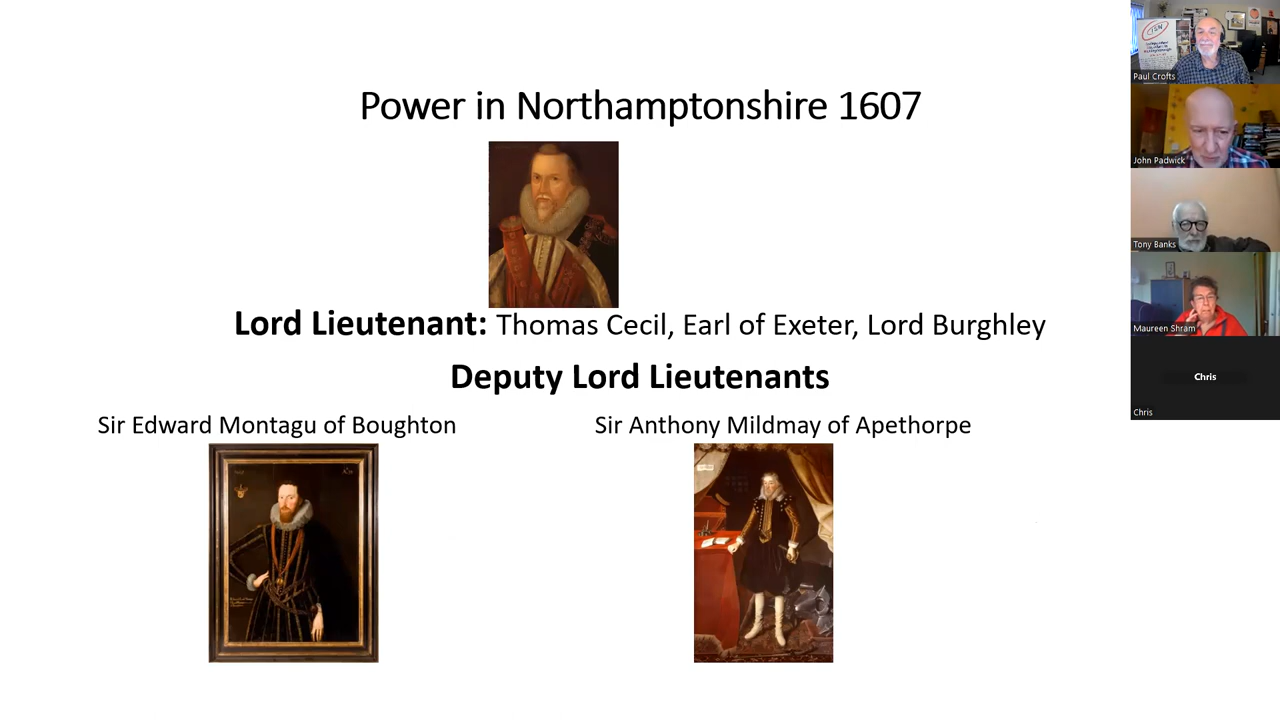 Power in Northamptonshire 1607
Lord Lieutenant: Thomas Cecil, Earl of Exeter, Lord Burghley
Deputy Lord Lieutenants
Sir Edward Montagu of Boughton
Sir Anthony Mildmay of Apethorpe
Paul Crofts
John Padwick
Tony Banks
Maureen Shram
Chris
Chris